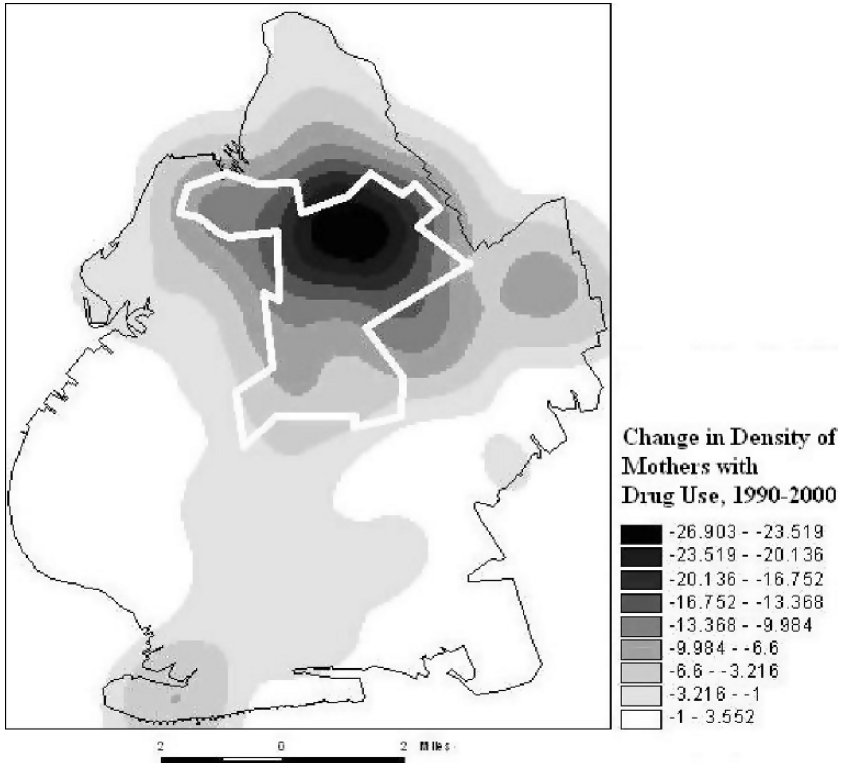 Change in Density of
Mothers with
Drug Use, 1990-2000
-26.903 - -23.519
-23.519 - -20.136
-20.136 - -16.752
-16.752 - -13.368
-13.368 - -9.984
-9.984 - -6.6
-6.6 - -3.216
-3.216 - -1
-1 - 3.552
2 0 2 Miles